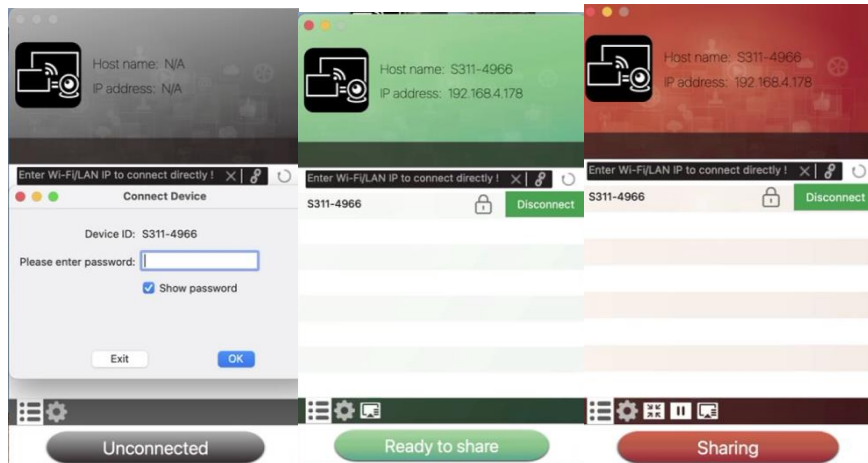 Host name: N/A
IP address: N/A
Enter Wi-Fi/LAN IP to connect directly !
Connect Device
Device ID: S311-4966
Please enter password:
Show password
Exit
OK
Unconnected
Host name: S311-4966
IP address: 192.168.4.178
Enter Wi-Fi/LAN IP to connect directly !
S311-4966
Disconnect
Ready to share
Host name: S311-4966
IP address: 192.168.4.178
Enter Wi-Fi/LAN IP to connect directly !
S311-4966
Disconnect
Sharing